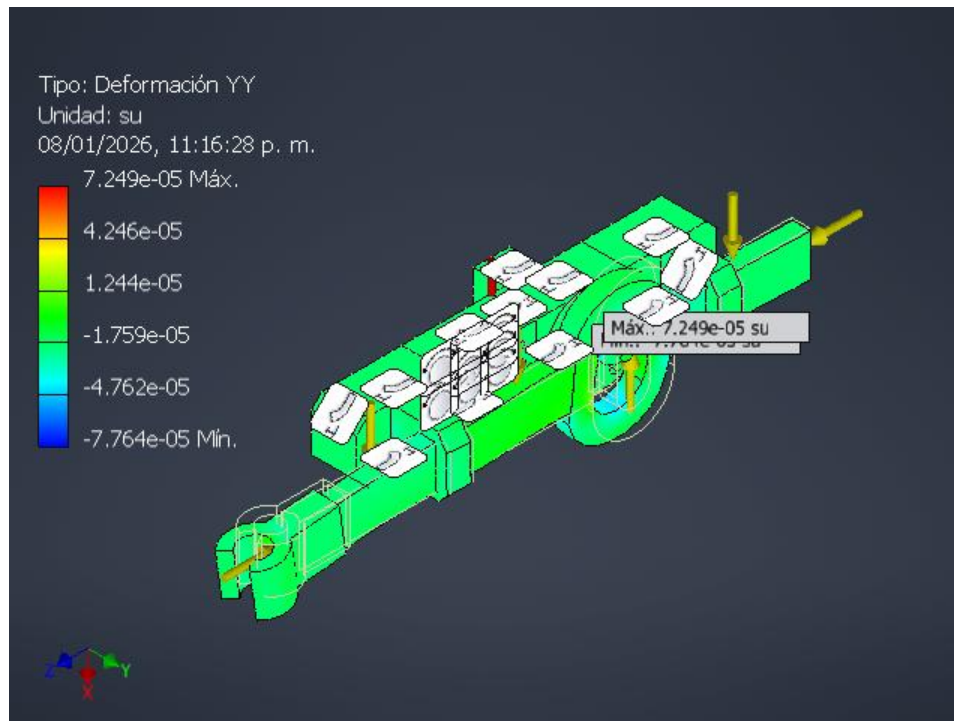 Tipo: Deformación YY
Unidad: su
08/01/2026, 11:16:28 p. m.
7.249e-05 Máx.
4.246e-05
1.244e-05
-1.759e-05
-4.762e-05
-7.764e-05 Mín.
Máx.: 7.249e-05 su
Z
Y
X